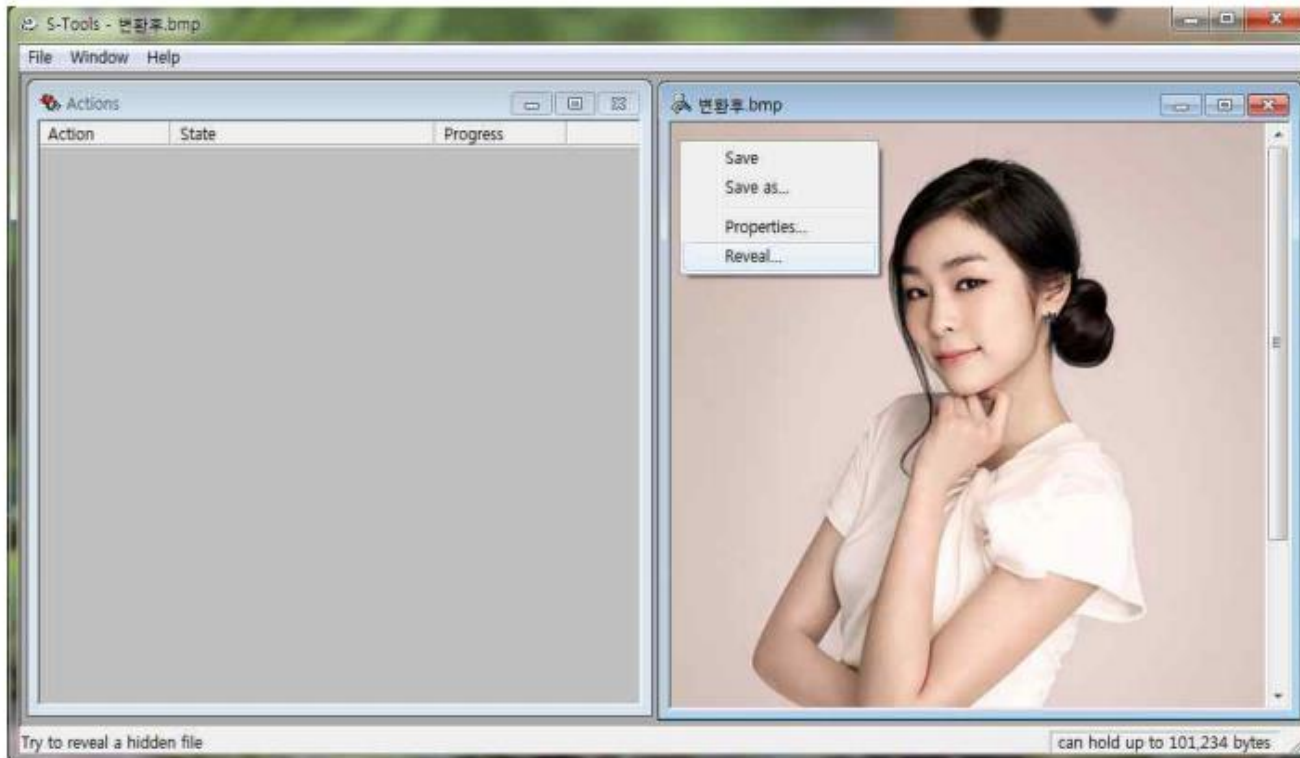 S-Tools - 변환후.bmp
File Window Help
Actions
Action State Progress
변환후.bmp
Save
Save as...
Properties...
Reveal...
Try to reveal a hidden file
can hold up to 101,234 bytes